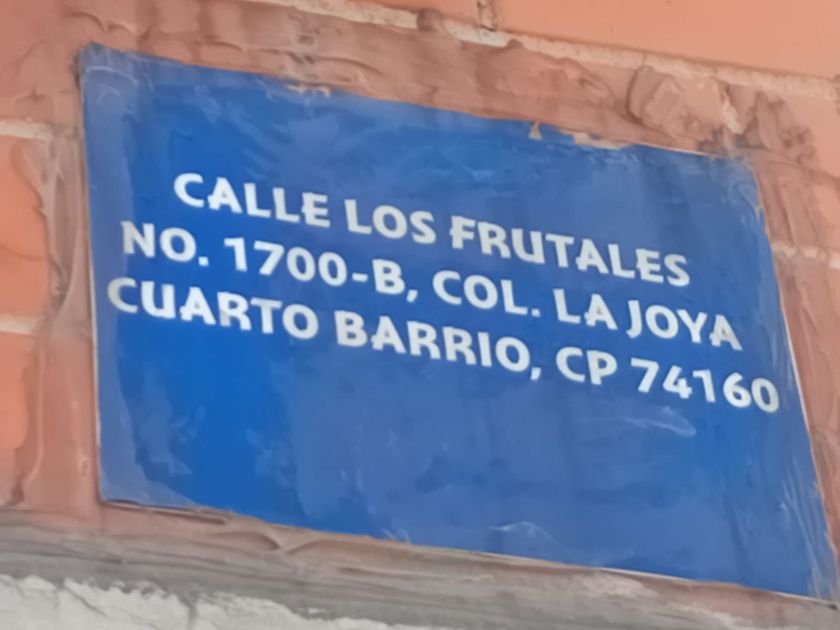 CALLE LOS FRUTALES
NO. 1700-B, COL. LA JOYA
CUARTO BARRIO, CP 74160